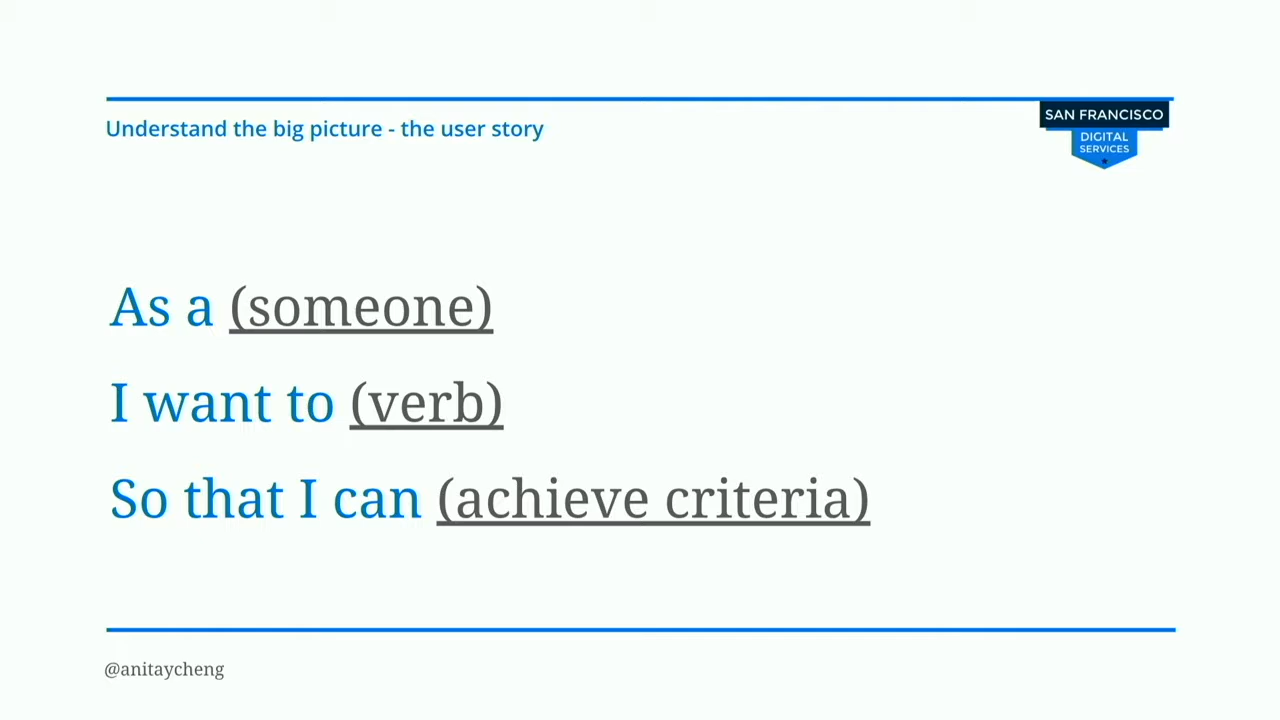 Understand the big picture - the user story
SAN FRANCISCO
DIGITAL
SERVICES
As a (someone)
I want to (verb)
So that I can (achieve criteria)
@anitaycheng